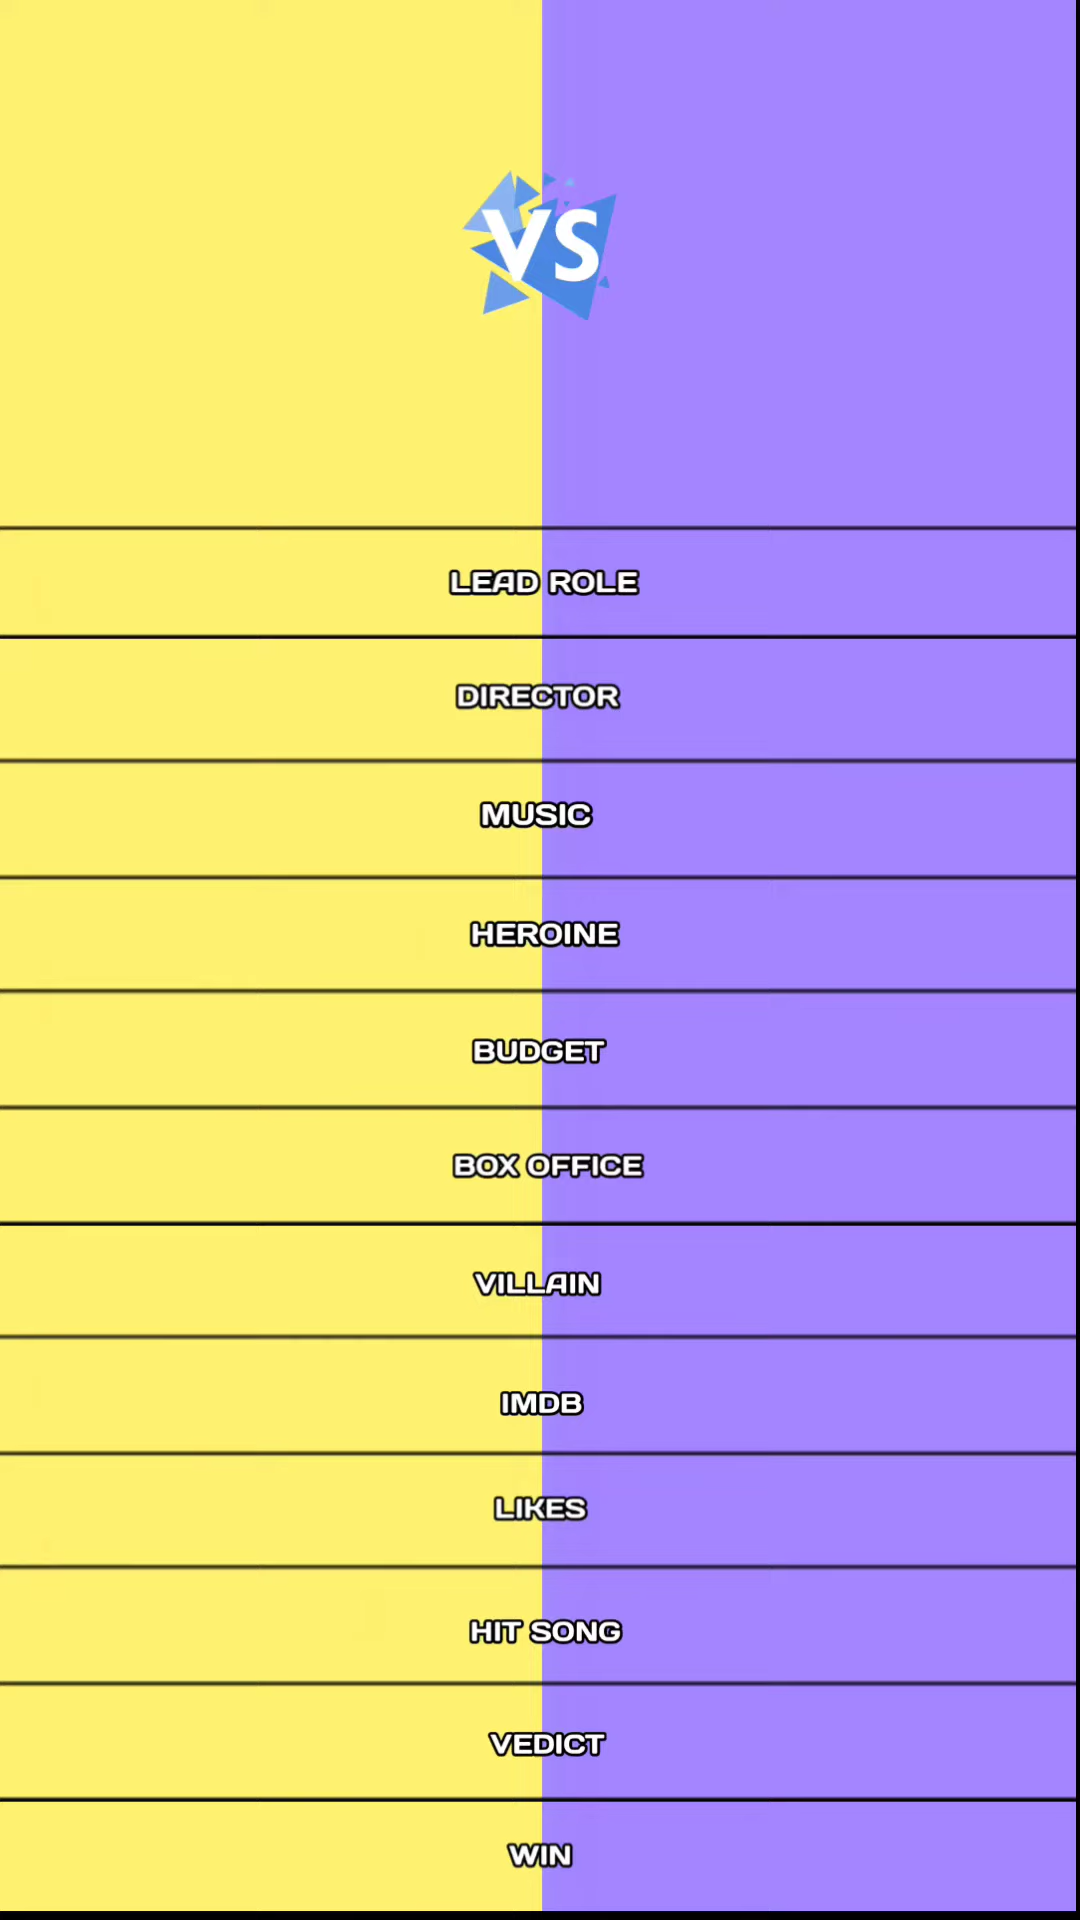 VS
LEAD ROLE
DIRECTOR
MUSIC
HEROINE
BUDGET
BOX OFFICE
VILLAIN
IMDB
LIKES
HIT SONG
VEDICT
WIN